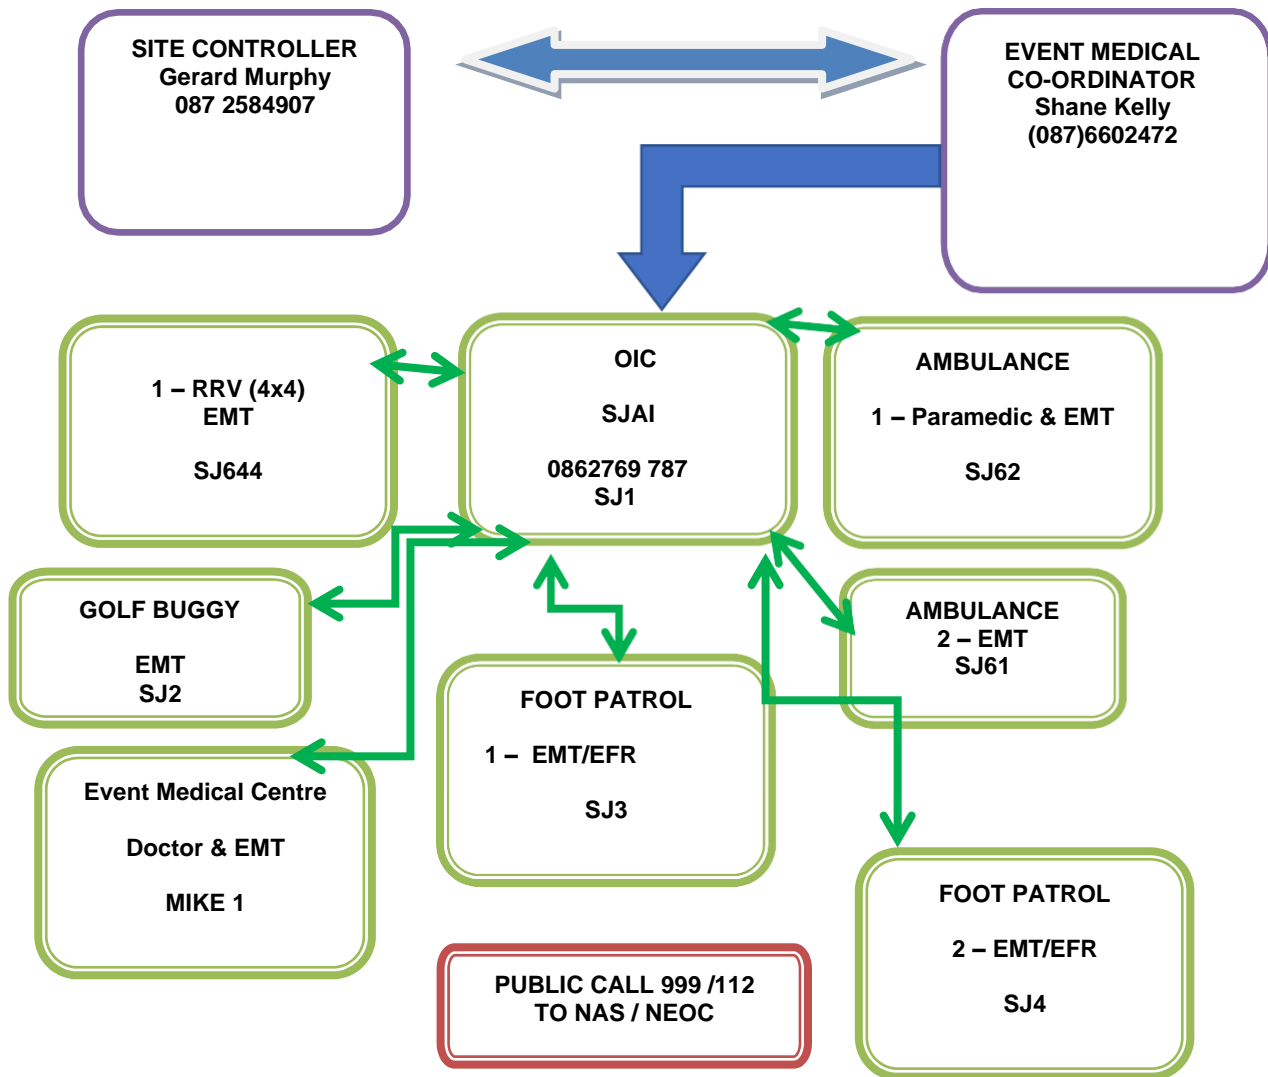 SITE CONTROLLER
Gerard Murphy
087 2584907
EVENT MEDICAL
CO-ORDINATOR
Shane Kelly
(087)6602472
1 – RRV (4x4)
EMT
SJ644
OIC
SJAI
0862769 787
SJ1
AMBULANCE
1 – Paramedic & EMT
SJ62
GOLF BUGGY
EMT
SJ2
AMBULANCE
2 – EMT
SJ61
FOOT PATROL
1 – EMT/EFR
SJ3
Event Medical Centre
Doctor & EMT
MIKE 1
FOOT PATROL
2 – EMT/EFR
SJ4
PUBLIC CALL 999 /112
TO NAS / NEOC